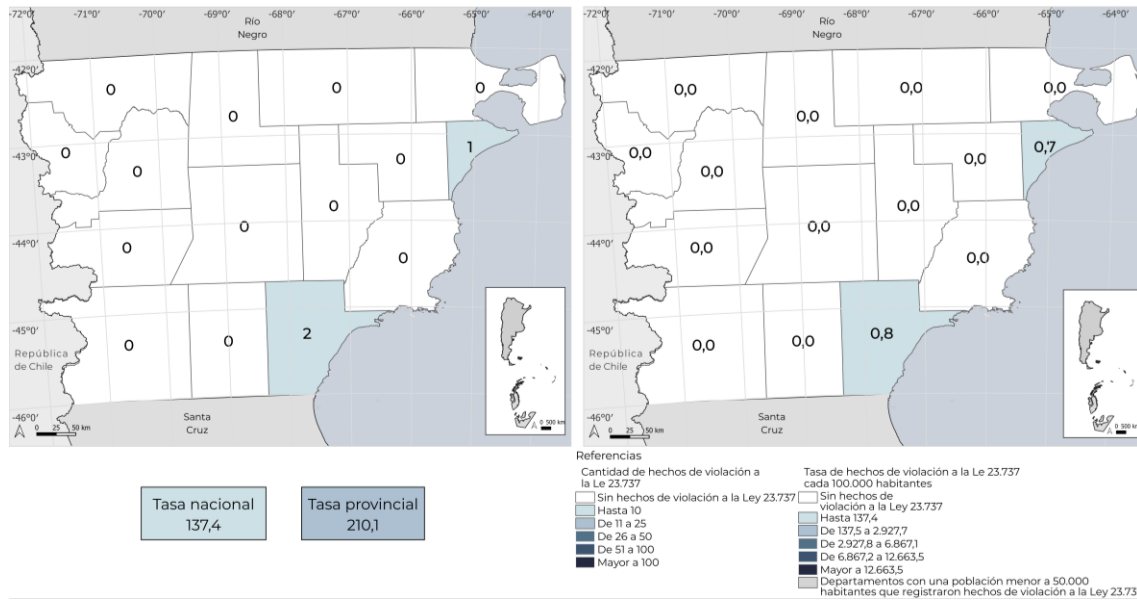 -72°0' -71°0' -70°0' -69°0' -68°0' -67°0' -66°0' -65°0' -64°0'
Río
Negro
-42°0'
0
0
0
0
-43°0'
1
0
0
0
0
-44°0'
0
0
0
-45°0'
2
0
0
República
de Chile
-46°0'
Santa
Cruz
0 25 50 km
0 500 km
-72°0' -71°0' -70°0' -69°0' -68°0' -67°0' -66°0' -65°0' -64°0'
Río
Negro
-42°0'
0,0
0,0
0,0
0,0
-43°0'
0,7
0,0
0,0
0,0
0,0
-44°0'
0,0
0,0
0,0
-45°0'
0,8
0,0
0,0
República
de Chile
-46°0'
Santa
Cruz
0 25 50 km
0 500 km
Tasa nacional
137,4
Tasa provincial
210,1
Referencias
Cantidad de hechos de violación a
la Le 23.737
Sin hechos de violación a la Ley 23.737
Hasta 10
De 11 a 25
De 26 a 50
De 51 a 100
Mayor a 100
Tasa de hechos de violación a la Le 23.737
cada 100.000 habitantes
Sin hechos de
violación a la Ley 23.737
Hasta 137,4
De 137,5 a 2.927,7
De 2.927,8 a 6.867,1
De 6.867,2 a 12.663,5
Mayor a 12.663,5
Departamentos con una población menor a 50.000
habitantes que registraron hechos de violación a la Ley 23.73